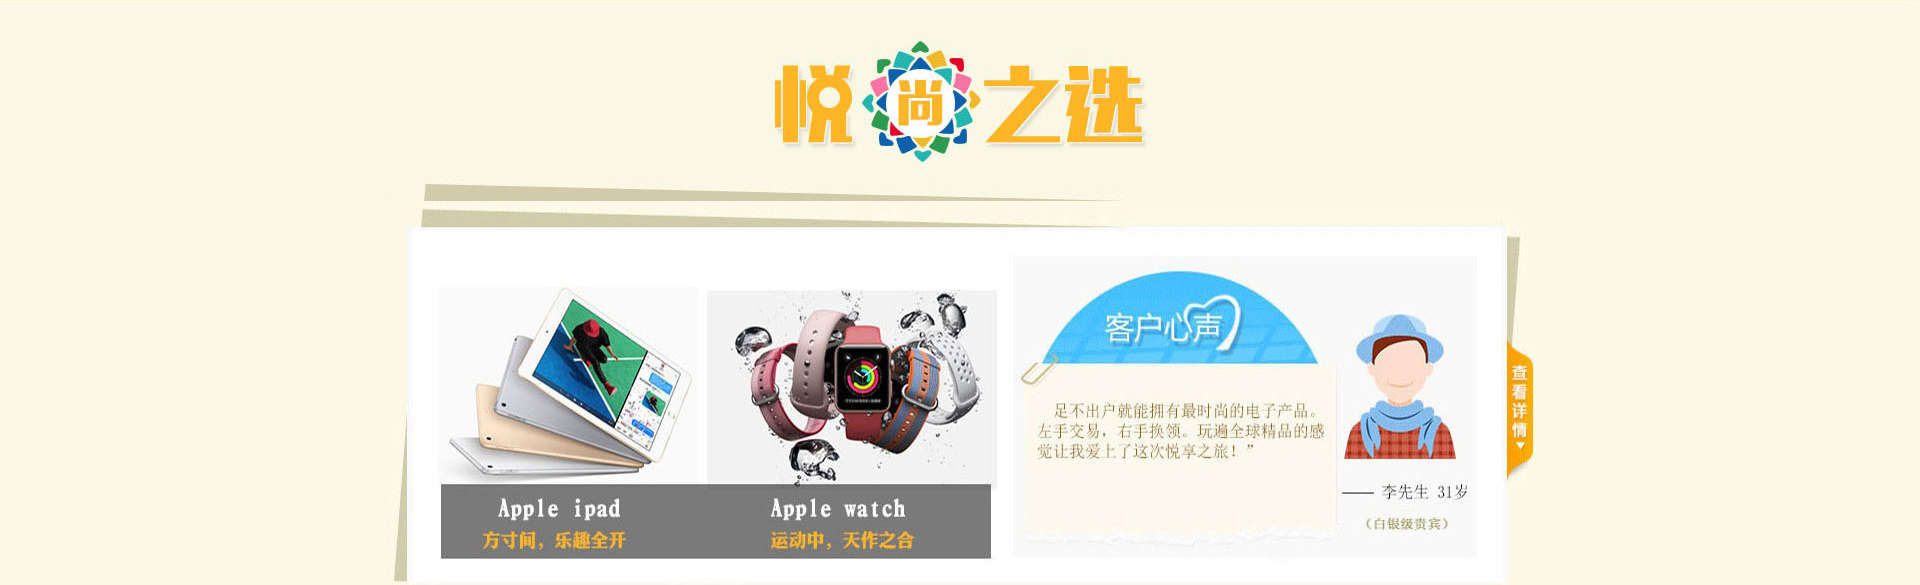 悦尚之选
客户心声
足不出户就能拥有最时尚的电子产品。
左手交易，右手换领。玩遍全球精品的感
觉让我爱上了这次悦享之旅！”
—— 李先生 31岁
（白银级贵宾）
Apple ipad
方寸间，乐趣全开
Apple watch
运动中，天作之合
查看详情